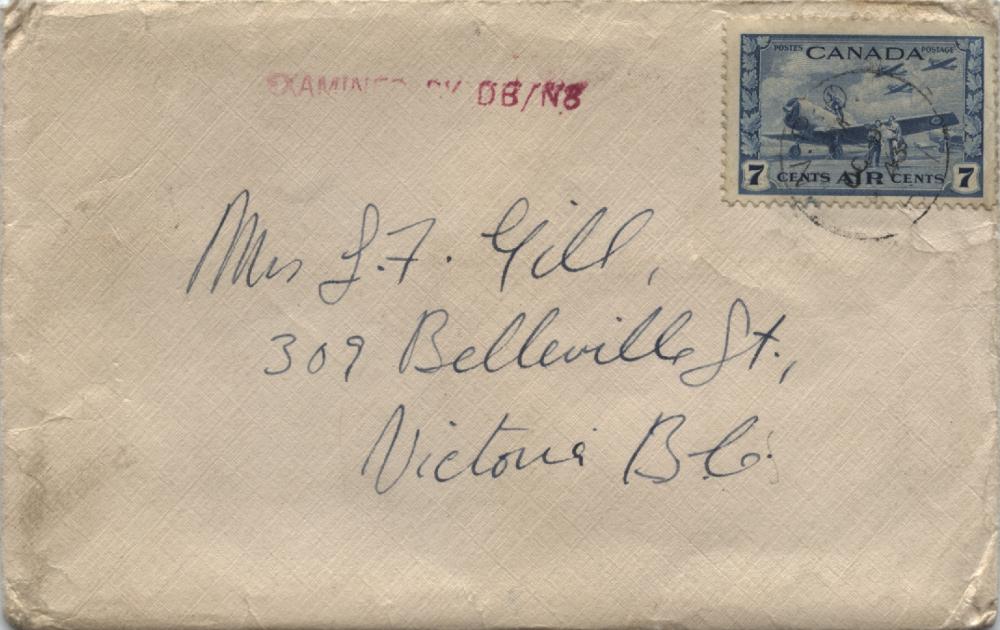 EXAMINED BY DB/N8
POSTES CANADA POSTAGE
7 CENTS AIR CENTS 7
Mrs L.F. Gill,
309 Belleville St.,
Victoria B.C.